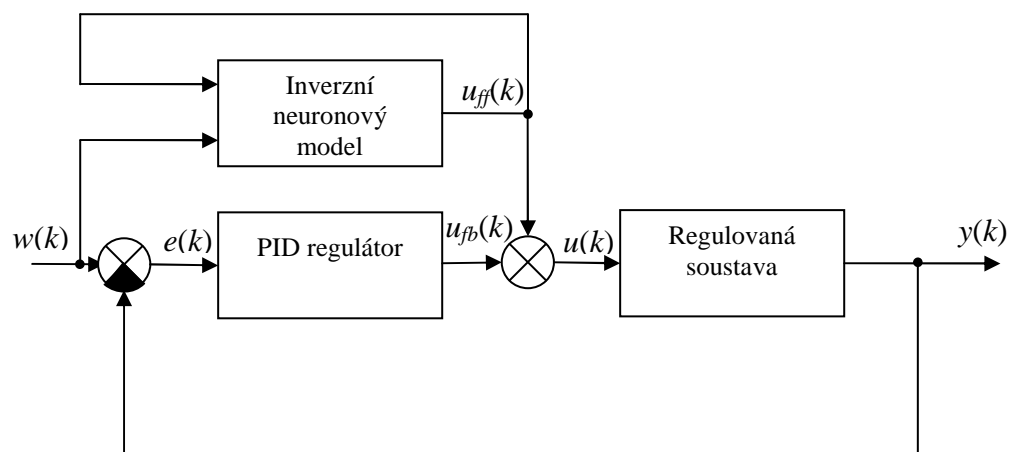 Inverzní
neuronový
model
u_ff(k)
w(k)
e(k)
PID regulátor
u_fb(k)
u(k)
Regulovaná
soustava
y(k)